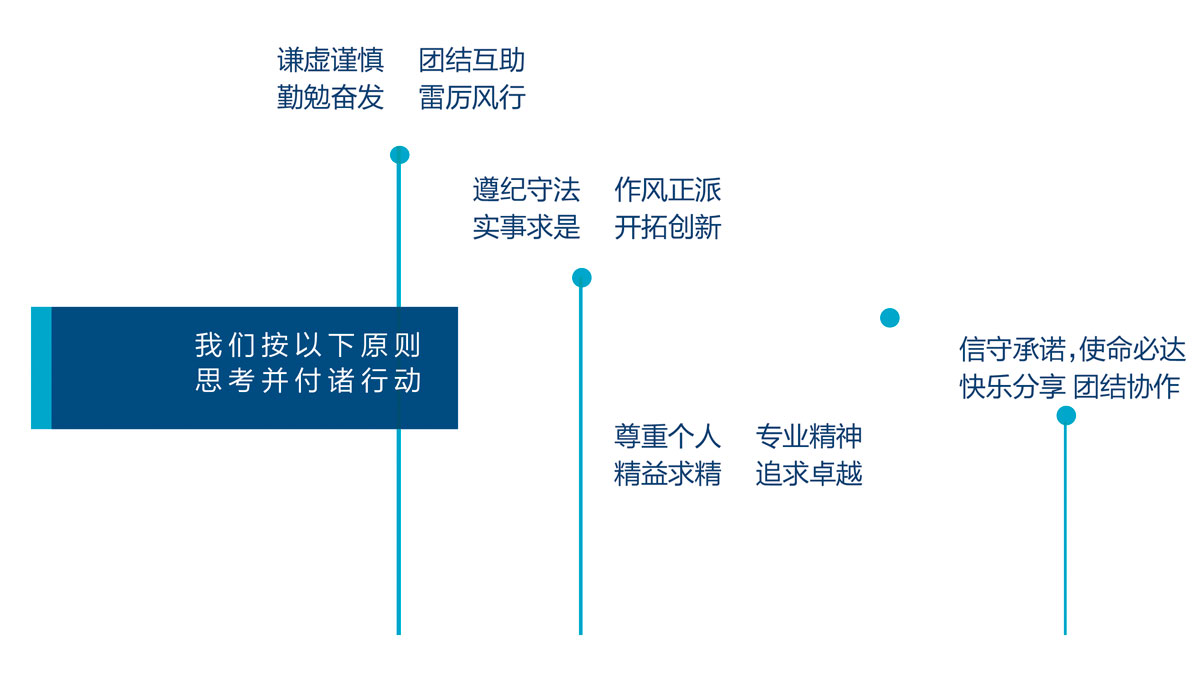 谦虚谨慎 团结互助
勤勉奋发 雷厉风行
遵纪守法 作风正派
实事求是 开拓创新
我们按以下原则
思考并付诸行动
信守承诺,使命必达
快乐分享 团结协作
尊重个人 专业精神
精益求精 追求卓越